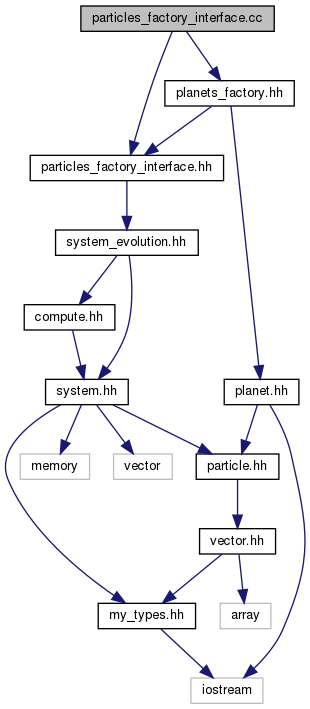 particles_factory_interface.cc
planets_factory.hh
particles_factory_interface.hh
system_evolution.hh
compute.hh
system.hh
planet.hh
memory
vector
particle.hh
vector.hh
my_types.hh
array
iostream